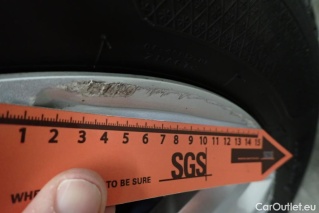 1 2 3 4 5 6 7 8 9 10 11 12 13 14 15
SGS
WHE TO BE SURE
CarOutlet.eu